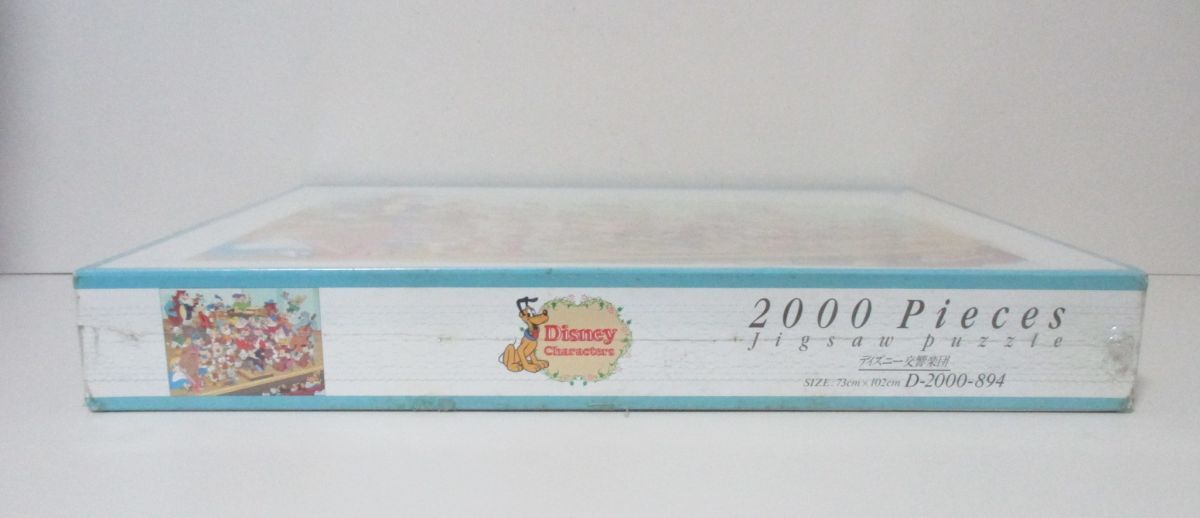 Disney
Characters
2000 Pieces
Jigsaw puzzle
ディズニー交響楽団
SIZE : 73cm×102cm D-2000-894